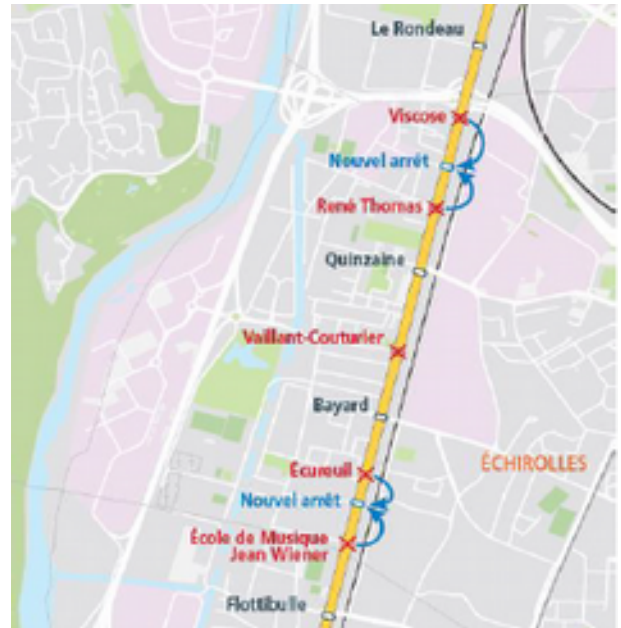 Le Rondeau
Viscose
Nouvel arrêt
René Thomas
Quinzaine
Vaillant-Couturier
Bayard
Écureuil
ÉCHIROLLES
Nouvel arrêt
École de Musique
Jean Wiener
Flottibulle